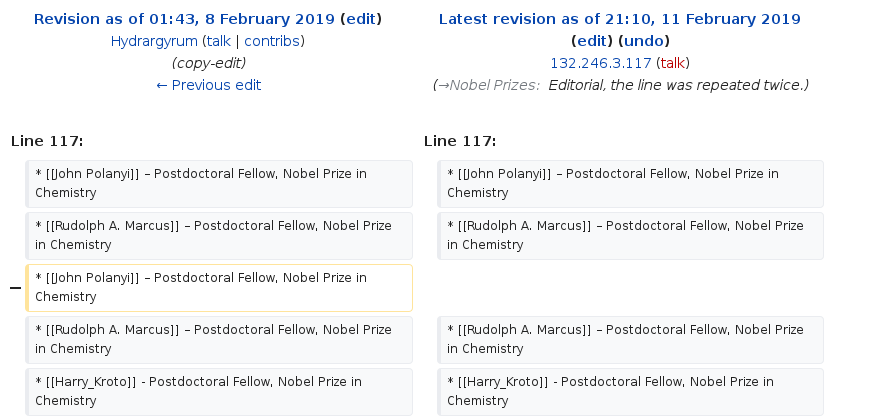 Revision as of 01:43, 8 February 2019 (edit)
Hydrargyrum (talk | contribs)
(copy-edit)
← Previous edit
Latest revision as of 21:10, 11 February 2019
(edit) (undo)
132.246.3.117 (talk)
(→Nobel Prizes: Editorial, the line was repeated twice.)
Line 117:
Line 117:
* [[John Polanyi]] – Postdoctoral Fellow, Nobel Prize in
Chemistry
* [[John Polanyi]] – Postdoctoral Fellow, Nobel Prize in
Chemistry
* [[Rudolph A. Marcus]] – Postdoctoral Fellow, Nobel Prize
in Chemistry
* [[Rudolph A. Marcus]] – Postdoctoral Fellow, Nobel Prize
in Chemistry
− * [[John Polanyi]] – Postdoctoral Fellow, Nobel Prize in
Chemistry
* [[Rudolph A. Marcus]] – Postdoctoral Fellow, Nobel Prize
in Chemistry
* [[Rudolph A. Marcus]] – Postdoctoral Fellow, Nobel Prize
in Chemistry
* [[Harry_Kroto]] - Postdoctoral Fellow, Nobel Prize in
Chemistry
* [[Harry_Kroto]] - Postdoctoral Fellow, Nobel Prize in
Chemistry